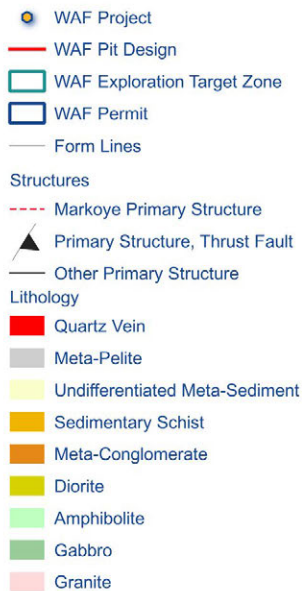 WAF Project
WAF Pit Design
WAF Exploration Target Zone
WAF Permit
Form Lines
Structures
Markoye Primary Structure
Primary Structure, Thrust Fault
Other Primary Structure
Lithology
Quartz Vein
Meta-Pelite
Undifferentiated Meta-Sediment
Sedimentary Schist
Meta-Conglomerate
Diorite
Amphibolite
Gabbro
Granite